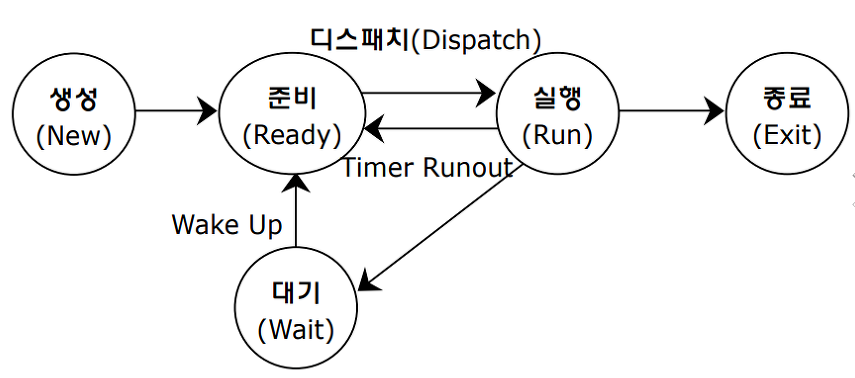 디스패치(Dispatch)
생성
(New)
준비
(Ready)
실행
(Run)
종료
(Exit)
Timer Runout
Wake Up
대기
(Wait)